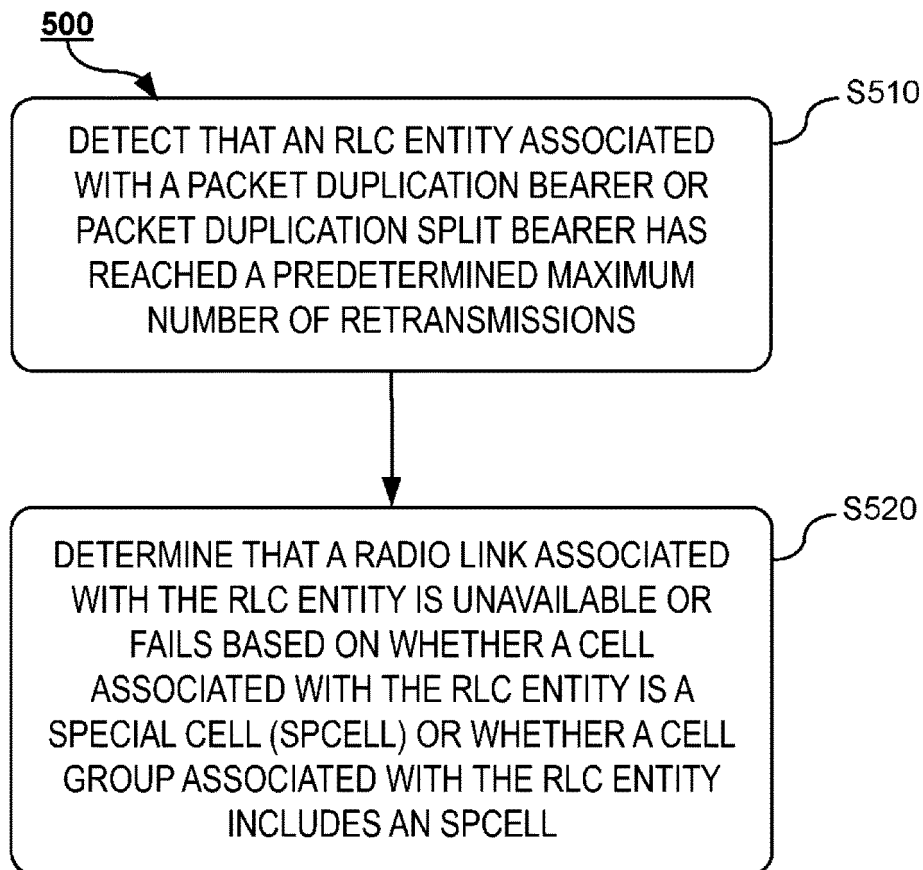 500
S510
DETECT THAT AN RLC ENTITY ASSOCIATED
WITH A PACKET DUPLICATION BEARER OR
PACKET DUPLICATION SPLIT BEARER HAS
REACHED A PREDETERMINED MAXIMUM
NUMBER OF RETRANSMISSIONS
S520
DETERMINE THAT A RADIO LINK ASSOCIATED
WITH THE RLC ENTITY IS UNAVAILABLE OR
FAILS BASED ON WHETHER A CELL
ASSOCIATED WITH THE RLC ENTITY IS A
SPECIAL CELL (SPCELL) OR WHETHER A CELL
GROUP ASSOCIATED WITH THE RLC ENTITY
INCLUDES AN SPCELL